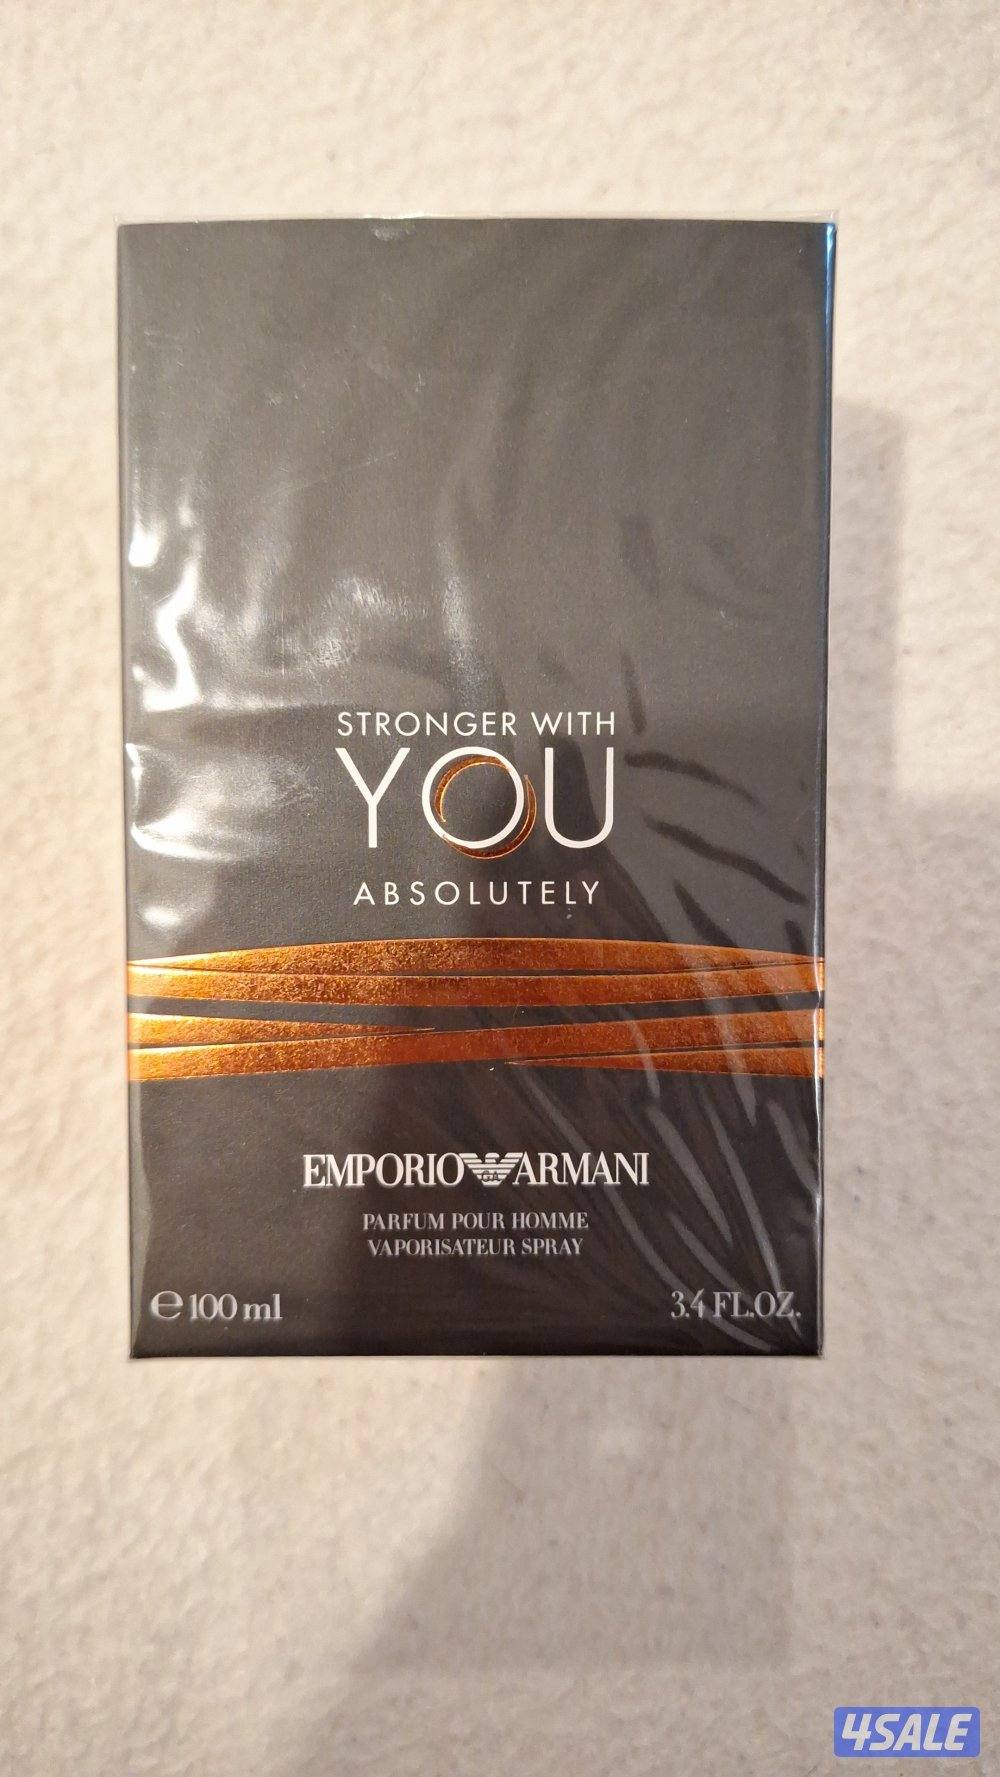 STRONGER WITH
YOU
ABSOLUTELY
EMPORIO ARMANI
PARFUM POUR HOMME
VAPORISATEUR SPRAY
℮ 100 ml 3.4 FL.OZ.
4SALE